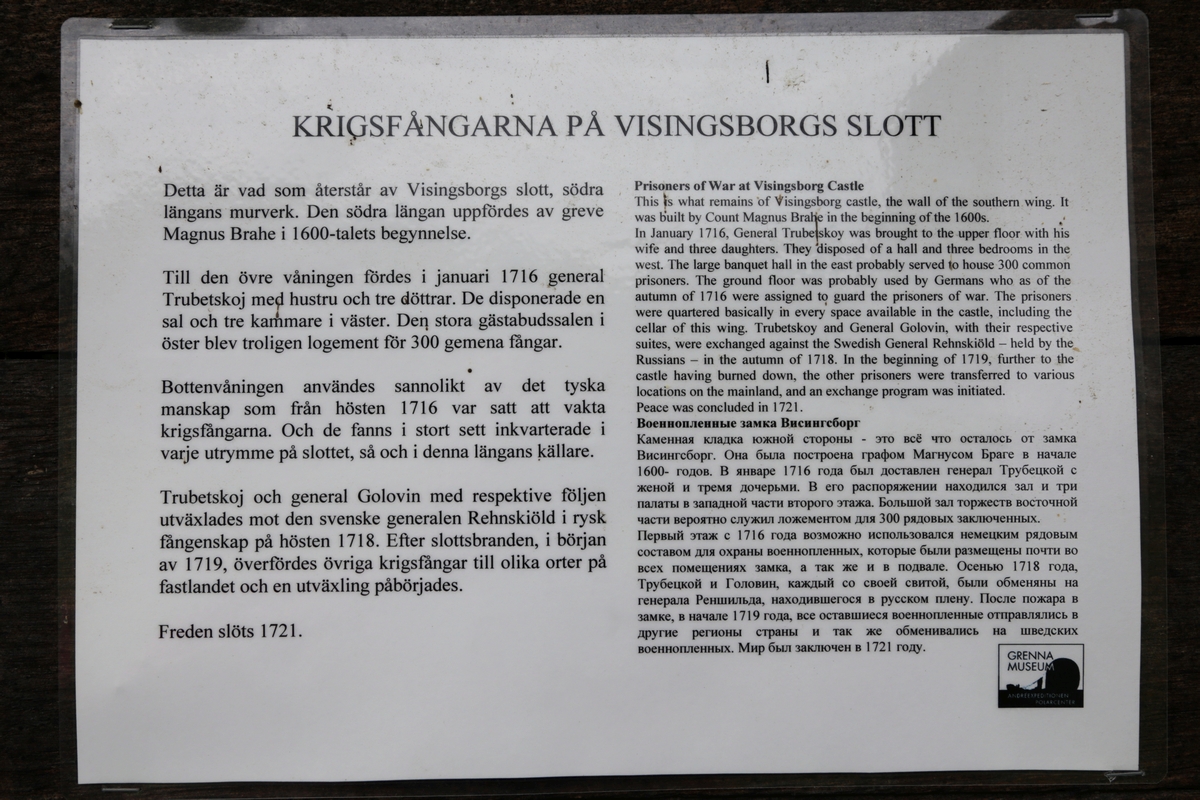 KRIGSFÅNGARNA PÅ VISINGSBORGS SLOTT
Detta är vad som återstår av Visingsborgs slott, södra
längans murverk. Den södra längan uppfördes av greve
Magnus Brahe i 1600-talets begynnelse.
Till den övre våningen fördes i januari 1716 general
Trubetskoj med hustru och tre döttrar. De disponerade en
sal och tre kammare i väster. Den stora gästabudssalen i
öster blev troligen logement för 300 gemena fångar.
Bottenvåningen användes sannolikt av det tyska
manskap som från hösten 1716 var satt att vakta
krigsfångarna. Och de fanns i stort sett inkvarterade i
varje utrymme på slottet, så och i denna längans källare.
Trubetskoj och general Golovin med respektive följen
utväxlades mot den svenske generalen Rehnskiöld i rysk
fångenskap på hösten 1718. Efter slottsbranden, i början
av 1719, överfördes övriga krigsfångar till olika orter på
fastlandet och en utväxling påbörjades.
Freden slöts 1721.
Prisoners of War at Visingsborg Castle
This is what remains of Visingsborg castle, the wall of the southern wing. It
was built by Count Magnus Brahe in the beginning of the 1600s.
In January 1716, General Trubetskoy was brought to the upper floor with his
wife and three daughters. They disposed of a hall and three bedrooms in the
west. The large banquet hall in the east probably served to house 300 common
prisoners. The ground floor was probably used by Germans who as of the
autumn of 1716 were assigned to guard the prisoners of war. The prisoners
were quartered basically in every space available in the castle, including the
cellar of this wing. Trubetskoy and General Golovin, with their respective
suites, were exchanged against the Swedish General Rehnskiöld – held by the
Russians – in the autumn of 1718. In the beginning of 1719, further to the
castle having burned down, the other prisoners were transferred to various
locations on the mainland, and an exchange program was initiated.
Peace was concluded in 1721.
Военнопленные замка Висингсборг
Каменная кладка южной стороны - это всё что осталось от замка
Висингсборг. Она была построена графом Магнусом Браге в начале
1600- годов. В январе 1716 года был доставлен генерал Трубецкой с
женой и тремя дочерьми. В его распоряжении находился зал и три
палаты в западной части второго этажа. Большой зал торжеств восточной
части вероятно служил ложементом для 300 рядовых заключенных.
Первый этаж с 1716 года возможно использовался немецким рядовым
составом для охраны военнопленных, которые были размещены почти во
всех помещениях замка, а так же и в подвале. Осенью 1718 года,
Трубецкой и Головин, каждый со своей свитой, были обменяны на
генерала Реншильда, находившегося в русском плену. После пожара в
замке, в начале 1719 года, все оставшиеся военнопленные отправлялись в
другие регионы страны и так же обменивались на шведских
военнопленных. Мир был заключен в 1721 году.
GRENNA
MUSEUM
ANDRÉEXPEDITIONEN
POLARCENTER